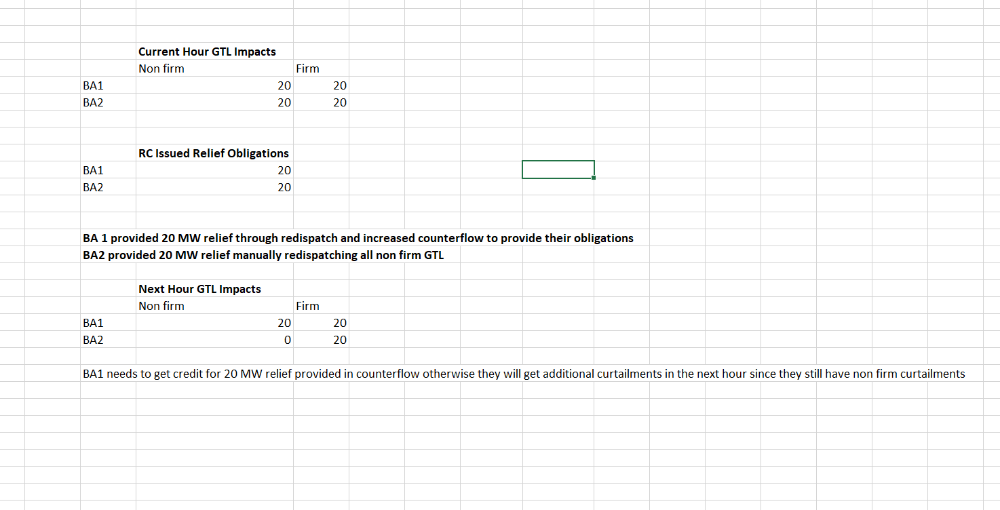 Current Hour GTL Impacts
Non firm Firm
BA1 20 20
BA2 20 20
RC Issued Relief Obligations
BA1 20
BA2 20
BA 1 provided 20 MW relief through redispatch and increased counterflow to provide their obligations
BA2 provided 20 MW relief manually redispatching all non firm GTL
Next Hour GTL Impacts
Non firm Firm
BA1 20 20
BA2 0 20
BA1 needs to get credit for 20 MW relief provided in counterflow otherwise they will get additional curtailments in the next hour since they still have non firm curtailments